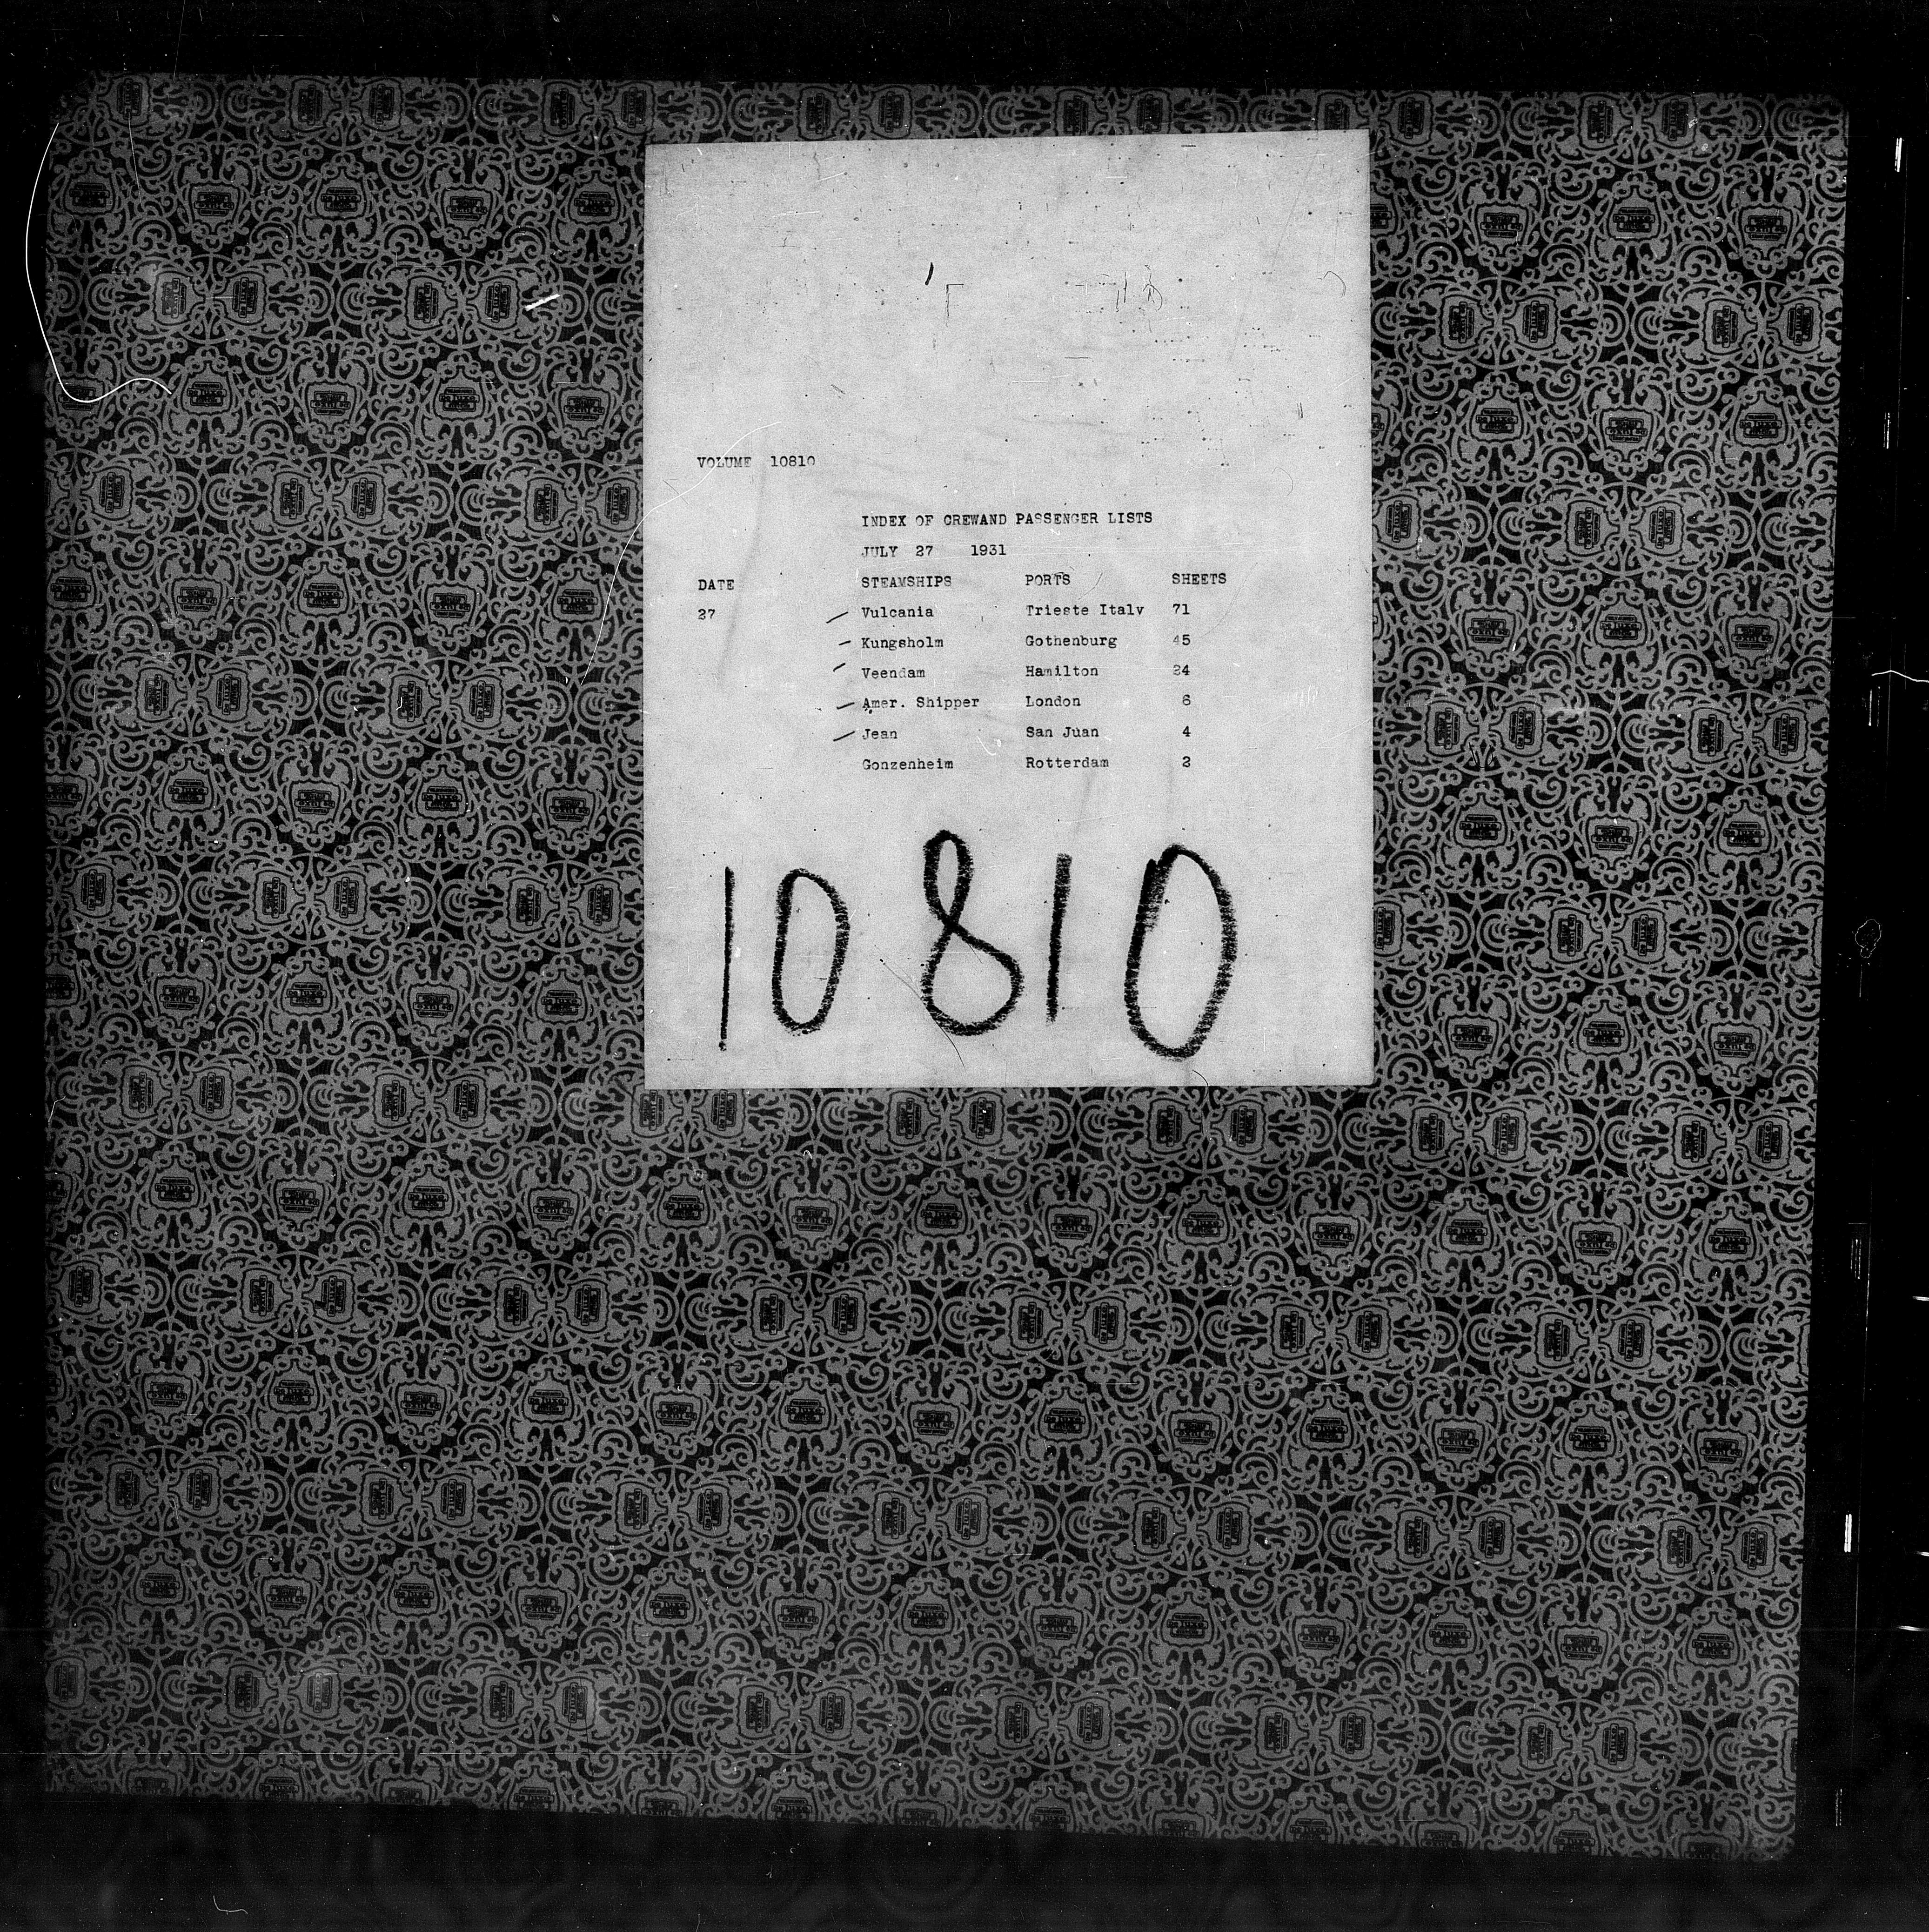 VOLUME 10810
INDEX OF CREWAND PASSENGER LISTS
JULY 27 1931
DATE STEAMSHIPS PORTS SHEETS
27 Vulcania Trieste Italy 71
Kungsholm Gothenburg 45
Veendam Hamilton 24
Amer. Shipper London 6
Jean San Juan 4
Gonzenheim Rotterdam 2
10810